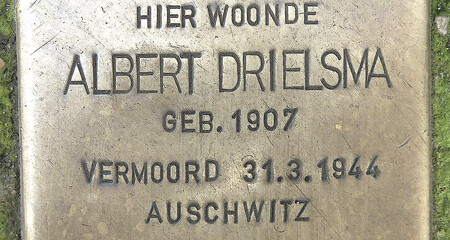 HIER WOONDE
ALBERT DRIELSMA
GEB. 1907
VERMOORD 31.3.1944
AUSCHWITZ